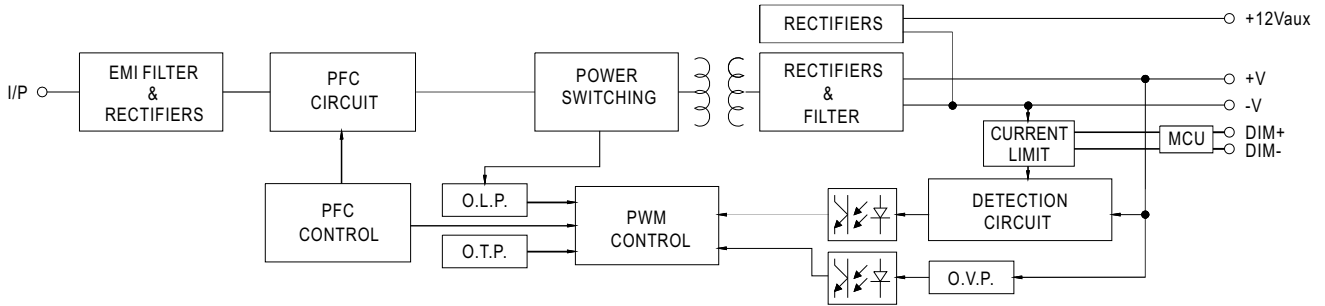 RECTIFIERS
+12Vaux
I/P
EMI FILTER
&
RECTIFIERS
PFC
CIRCUIT
POWER
SWITCHING
RECTIFIERS
&
FILTER
+V
-V
CURRENT
LIMIT
MCU
DIM+
DIM-
PFC
CONTROL
O.L.P.
O.T.P.
PWM
CONTROL
DETECTION
CIRCUIT
O.V.P.